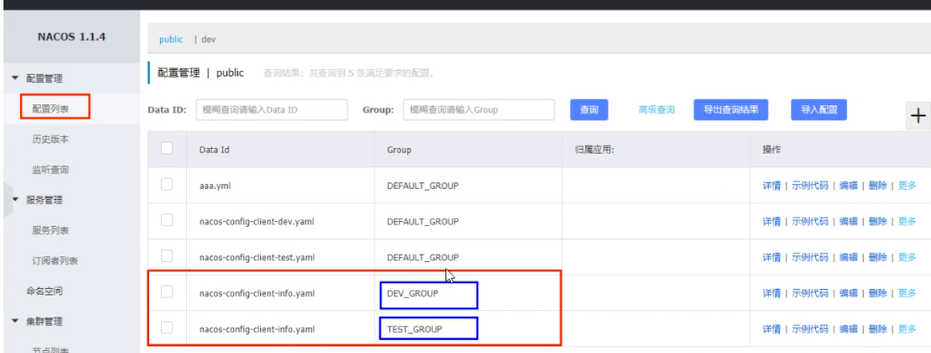 NACOS 1.1.4
public | dev
配置管理
配置管理 | public 查询结果：共查询到 5 条满足要求的配置。
配置列表
Data ID: 模糊查询请输入Data ID Group: 模糊查询请输入Group 查询 高级查询 导出查询结果 导入配置 +
历史版本
Data Id Group 归属应用: 操作
监听查询
aaa.yml DEFAULT_GROUP 详情 | 示例代码 | 编辑 | 删除 | 更多
服务管理
nacos-config-client-dev.yaml DEFAULT_GROUP 详情 | 示例代码 | 编辑 | 删除 | 更多
服务列表
nacos-config-client-test.yaml DEFAULT_GROUP 详情 | 示例代码 | 编辑 | 删除 | 更多
订阅者列表
命名空间
nacos-config-client-info.yaml DEV_GROUP 详情 | 示例代码 | 编辑 | 删除 | 更多
集群管理
nacos-config-client-info.yaml TEST_GROUP 详情 | 示例代码 | 编辑 | 删除 | 更多
节点列表